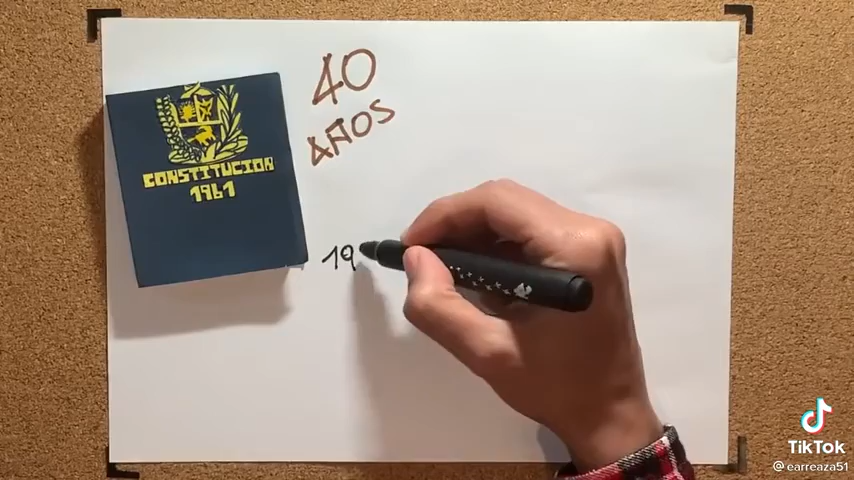 CONSTITUCION
1961
40
AÑOS
19
TikTok
@earreaza51